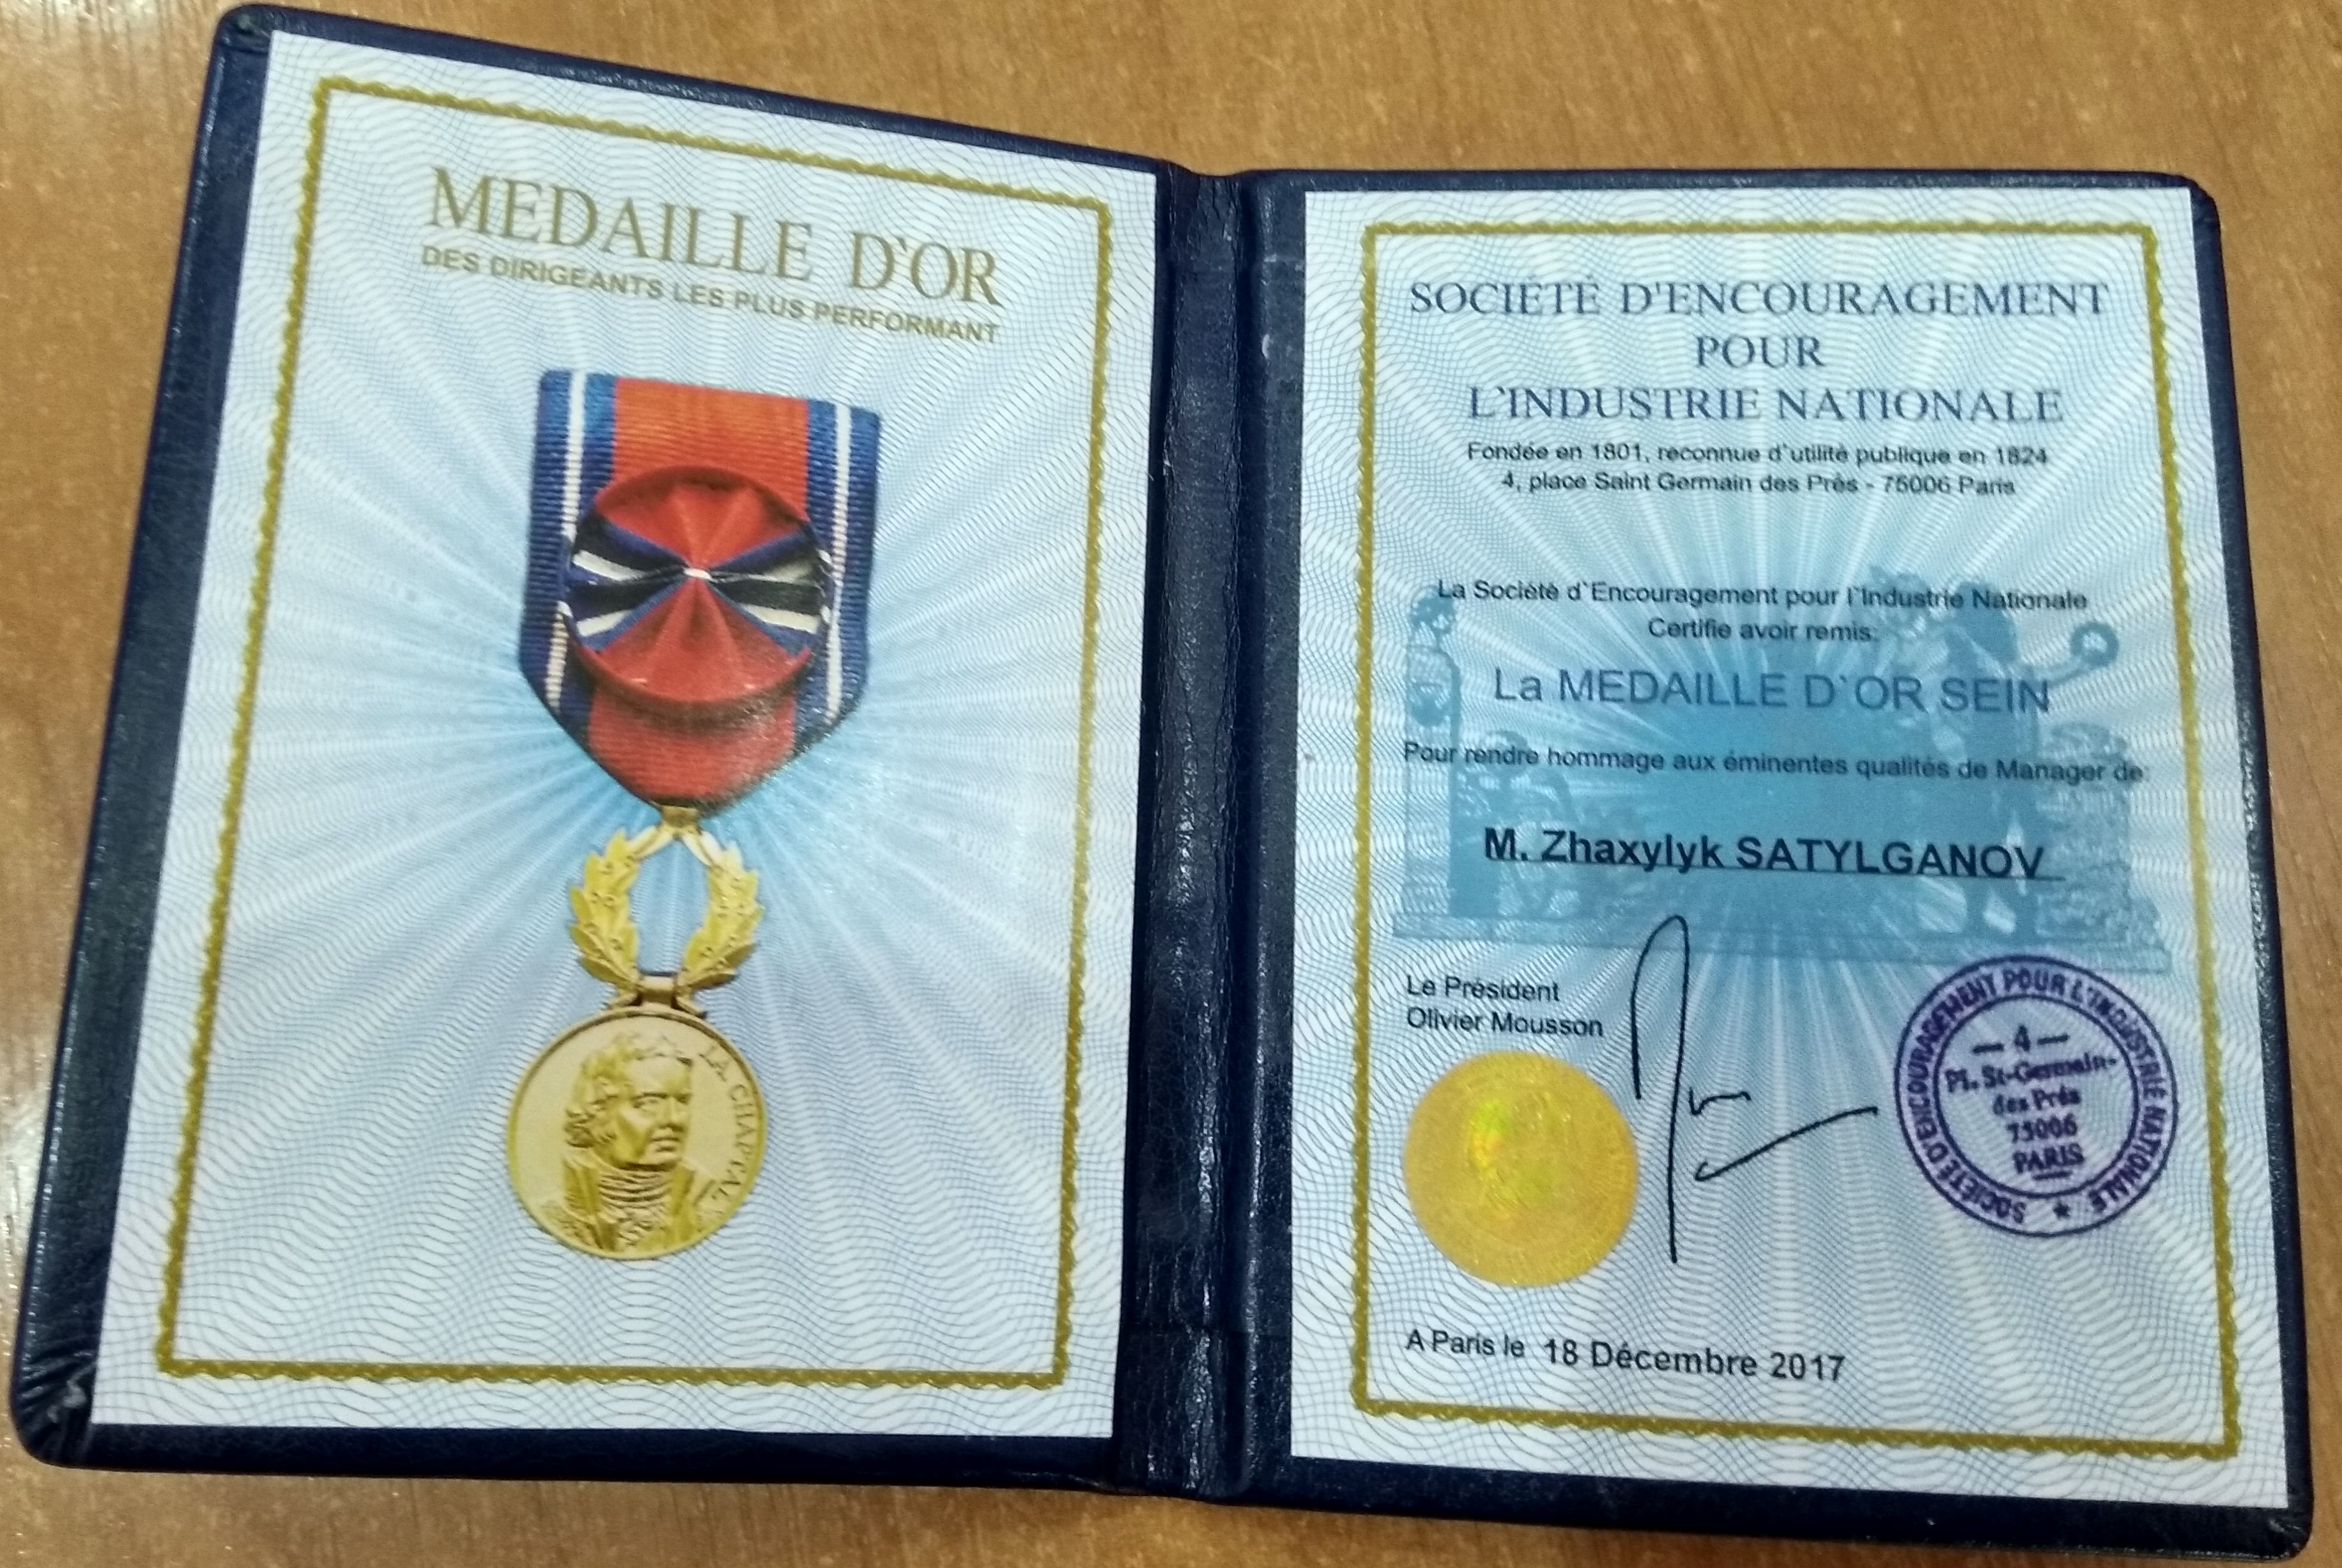 MEDAILLE D'OR
DES DIRIGEANTS LES PLUS PERFORMANT
LA CHAPTAL
SOCIÉTÉ D'ENCOURAGEMENT
POUR
L'INDUSTRIE NATIONALE
Fondée en 1801, reconnue d'utilité publique en 1824
4, place Saint Germain des Prés - 75006 Paris
La Société d'Encouragement pour l'Industrie Nationale
Certifie avoir remis:
La MEDAILLE D'OR SEIN
Pour rendre hommage aux éminentes qualités de Manager de:
M. Zhaxylyk SATYLGANOV
Le Président
Olivier Mousson
SOCIÉTÉ D'ENCOURAGEMENT POUR L'INDUSTRIE NATIONALE
— 4 —
Pl. St-Germain-
des Prés
75006
PARIS
A Paris le 18 Décembre 2017